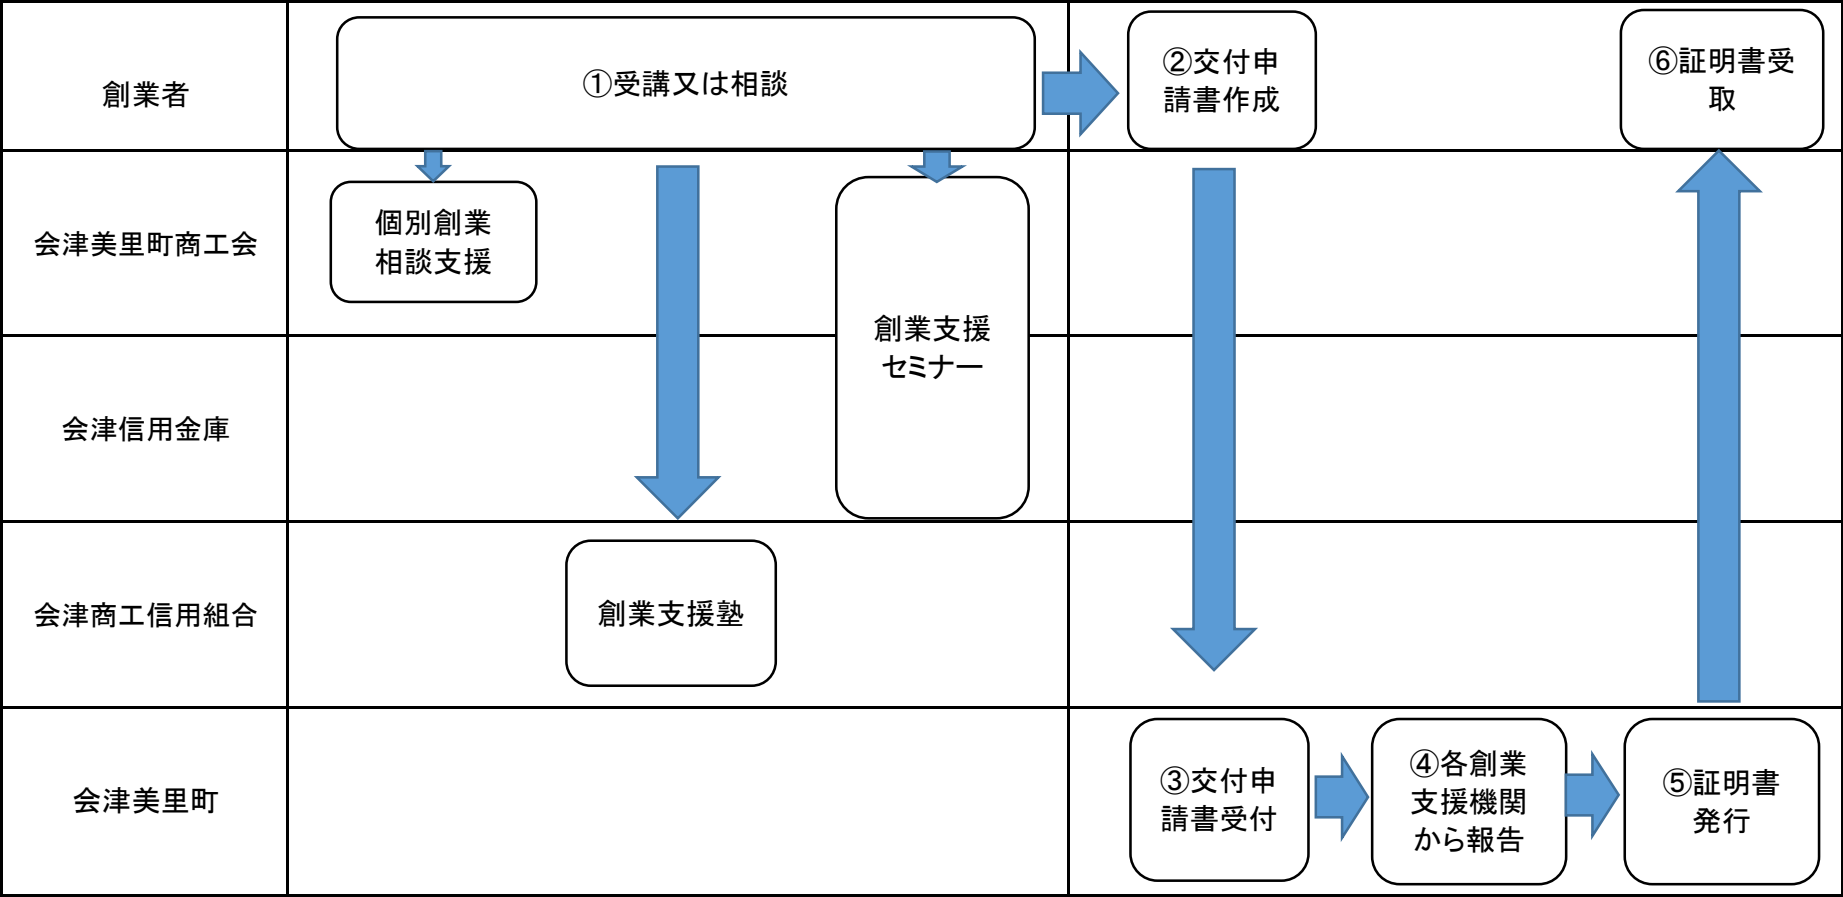 創業者
①受講又は相談
②交付申
請書作成
⑥証明書受
取
会津美里町商工会
個別創業
相談支援
創業支援
セミナー
会津信用金庫
会津商工信用組合
創業支援塾
会津美里町
③交付申
請書受付
④各創業
支援機関
から報告
⑤証明書
発行